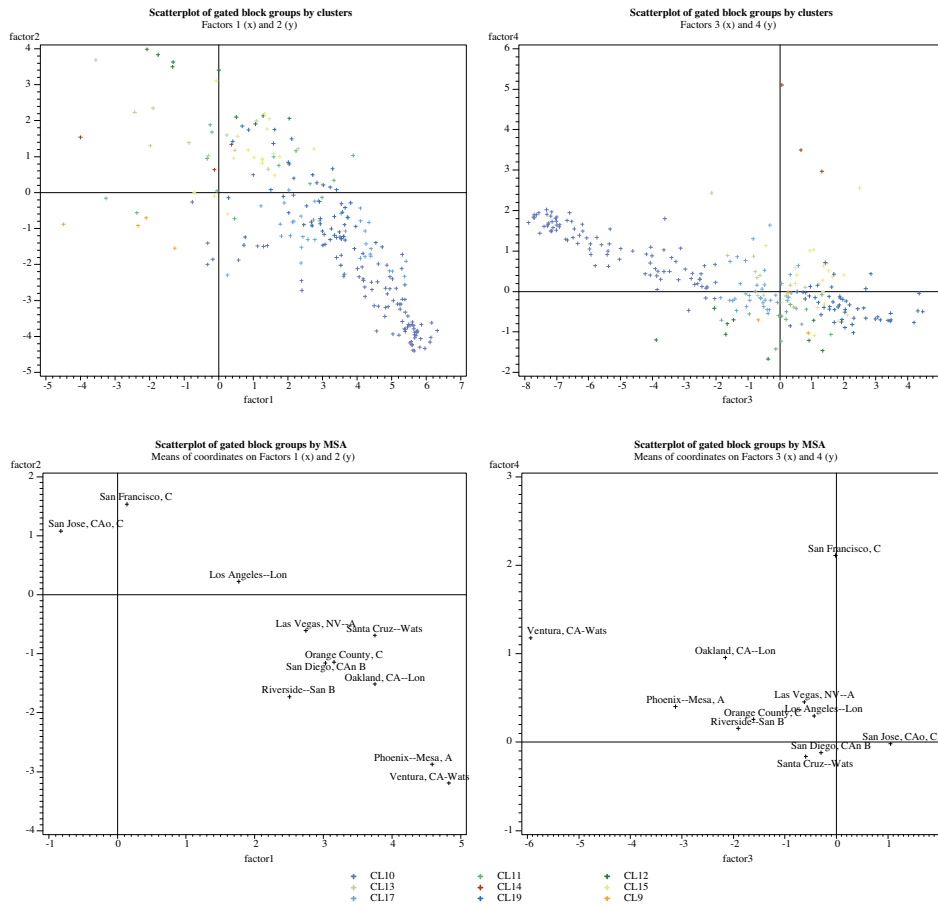 Scatterplot of gated block groups by clusters
Factors 1 (x) and 2 (y)
factor2
4
3
2
1
0
-1
-2
-3
-4
-5
-5 -4 -3 -2 -1 0 1 2 3 4 5 6 7
factor1
Scatterplot of gated block groups by clusters
Factors 3 (x) and 4 (y)
factor4
6
5
4
3
2
1
0
-1
-2
-8 -7 -6 -5 -4 -3 -2 -1 0 1 2 3 4 5
factor3
Scatterplot of gated block groups by MSA
Means of coordinates on Factors 1 (x) and 2 (y)
factor2
2
1
0
-1
-2
-3
-4
San Francisco, C
San Jose, CAo, C
Los Angeles--Lon
Las Vegas, NV--A
Santa Cruz--Wats
Orange County, C
San Diego, CAn B
Oakland, CA--Lon
Riverside--San B
Phoenix--Mesa, A
Ventura, CA-Wats
-1 0 1 2 3 4 5
factor1
Scatterplot of gated block groups by MSA
Means of coordinates on Factors 3 (x) and 4 (y)
factor4
3
2
1
0
-1
San Francisco, C
Ventura, CA-Wats
Oakland, CA--Lon
Phoenix--Mesa, A
Las Vegas, NV--A
Orange County, C
Los Angeles--Lon
Riverside--San B
San Jose, CAo, C
San Diego, CAn B
Santa Cruz--Wats
-6 -5 -4 -3 -2 -1 0 1 2
factor3
CL10 CL11 CL12
CL13 CL14 CL15
CL17 CL19 CL9